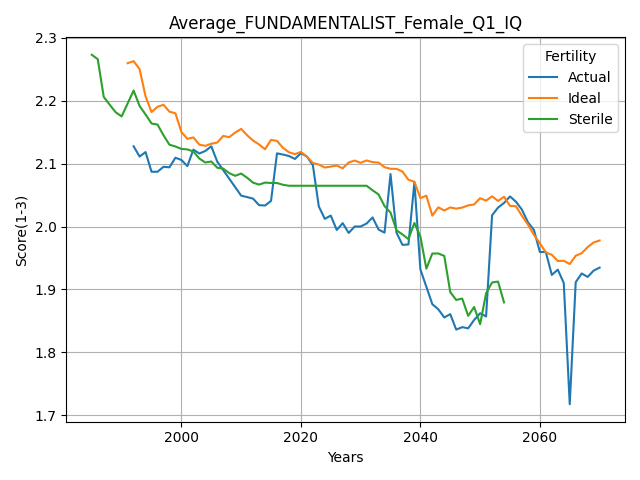 Average_FUNDAMENTALIST_Female_Q1_IQ
Fertility
Actual
Ideal
Sterile
Score(1-3)
2.3
2.2
2.1
2.0
1.9
1.8
1.7
2000 2020 2040 2060
Years